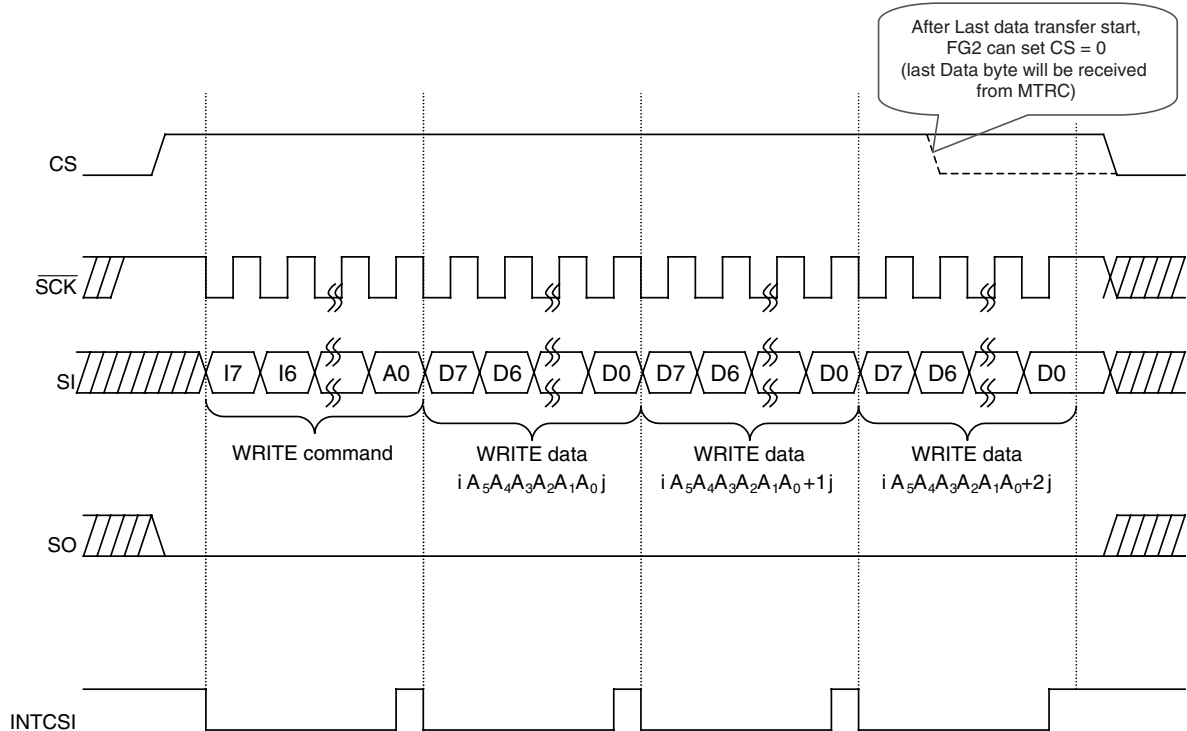 After Last data transfer start,
FG2 can set CS = 0
(last Data byte will be received
from MTRC)
CS
SCK
SI
I7 I6 A0 D7 D6 D0 D7 D6 D0 D7 D6 D0
WRITE command
WRITE data
i A₅A₄A₃A₂A₁A₀ j
WRITE data
i A₅A₄A₃A₂A₁A₀+1 j
WRITE data
i A₅A₄A₃A₂A₁A₀+2 j
SO
INTCSI